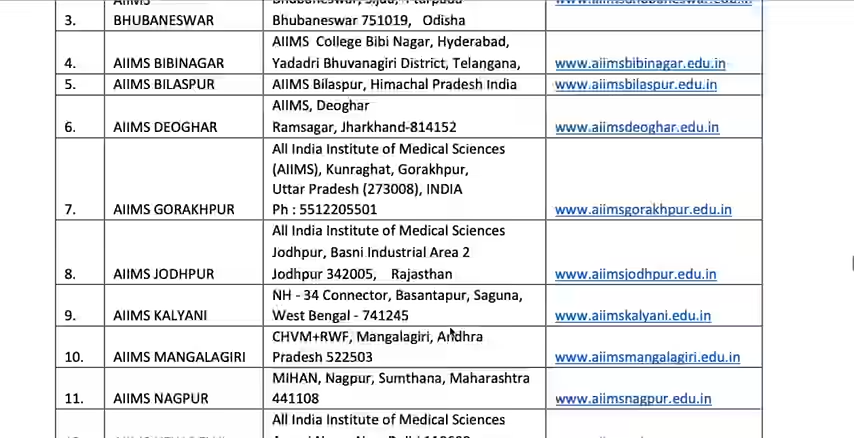 AIIMS
Bhubaneswar, Sijua, Patrapada
3.
BHUBANESWAR
Bhubaneswar 751019, Odisha
4.
AIIMS BIBINAGAR
AIIMS College Bibi Nagar, Hyderabad,
Yadadri Bhuvanagiri District, Telangana,
www.aiimsbibinagar.edu.in
5.
AIIMS BILASPUR
AIIMS Bilaspur, Himachal Pradesh India
www.aiimsbilaspur.edu.in
6.
AIIMS DEOGHAR
AIIMS, Deoghar
Ramsagar, Jharkhand-814152
www.aiimsdeoghar.edu.in
7.
AIIMS GORAKHPUR
All India Institute of Medical Sciences
(AIIMS), Kunraghat, Gorakhpur,
Uttar Pradesh (273008), INDIA
Ph : 5512205501
www.aiimsgorakhpur.edu.in
8.
AIIMS JODHPUR
All India Institute of Medical Sciences
Jodhpur, Basni Industrial Area 2
Jodhpur 342005, Rajasthan
www.aiimsjodhpur.edu.in
9.
AIIMS KALYANI
NH - 34 Connector, Basantapur, Saguna,
West Bengal - 741245
www.aiimskalyani.edu.in
10.
AIIMS MANGALAGIRI
CHVM+RWF, Mangalagiri, Andhra
Pradesh 522503
www.aiimsmangalagiri.edu.in
11.
AIIMS NAGPUR
MIHAN, Nagpur, Sumthana, Maharashtra
441108
www.aiimsnagpur.edu.in
All India Institute of Medical Sciences